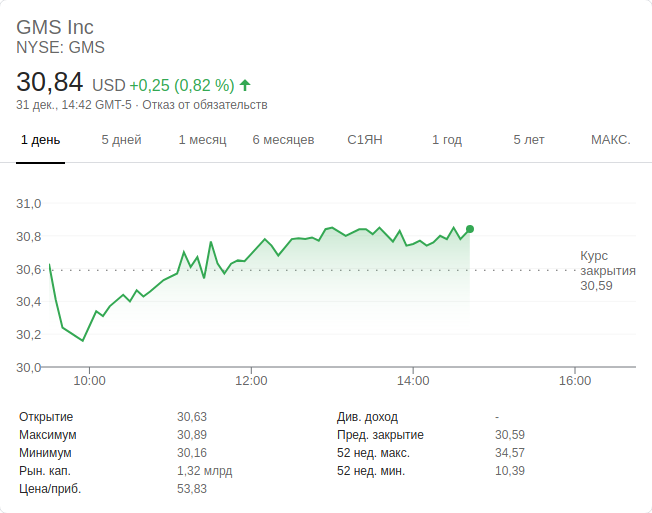 GMS Inc
NYSE: GMS
30,84 USD +0,25 (0,82 %)
31 дек., 14:42 GMT-5 · Отказ от обязательств
1 день 5 дней 1 месяц 6 месяцев С1ЯН 1 год 5 лет МАКС.
31,0
30,8
30,6
30,4
30,2
30,0
Курс
закрытия
30,59
10:00 12:00 14:00 16:00
Открытие 30,63 Див. доход -
Максимум 30,89 Пред. закрытие 30,59
Минимум 30,16 52 нед. макс. 34,57
Рын. кап. 1,32 млрд 52 нед. мин. 10,39
Цена/приб. 53,83